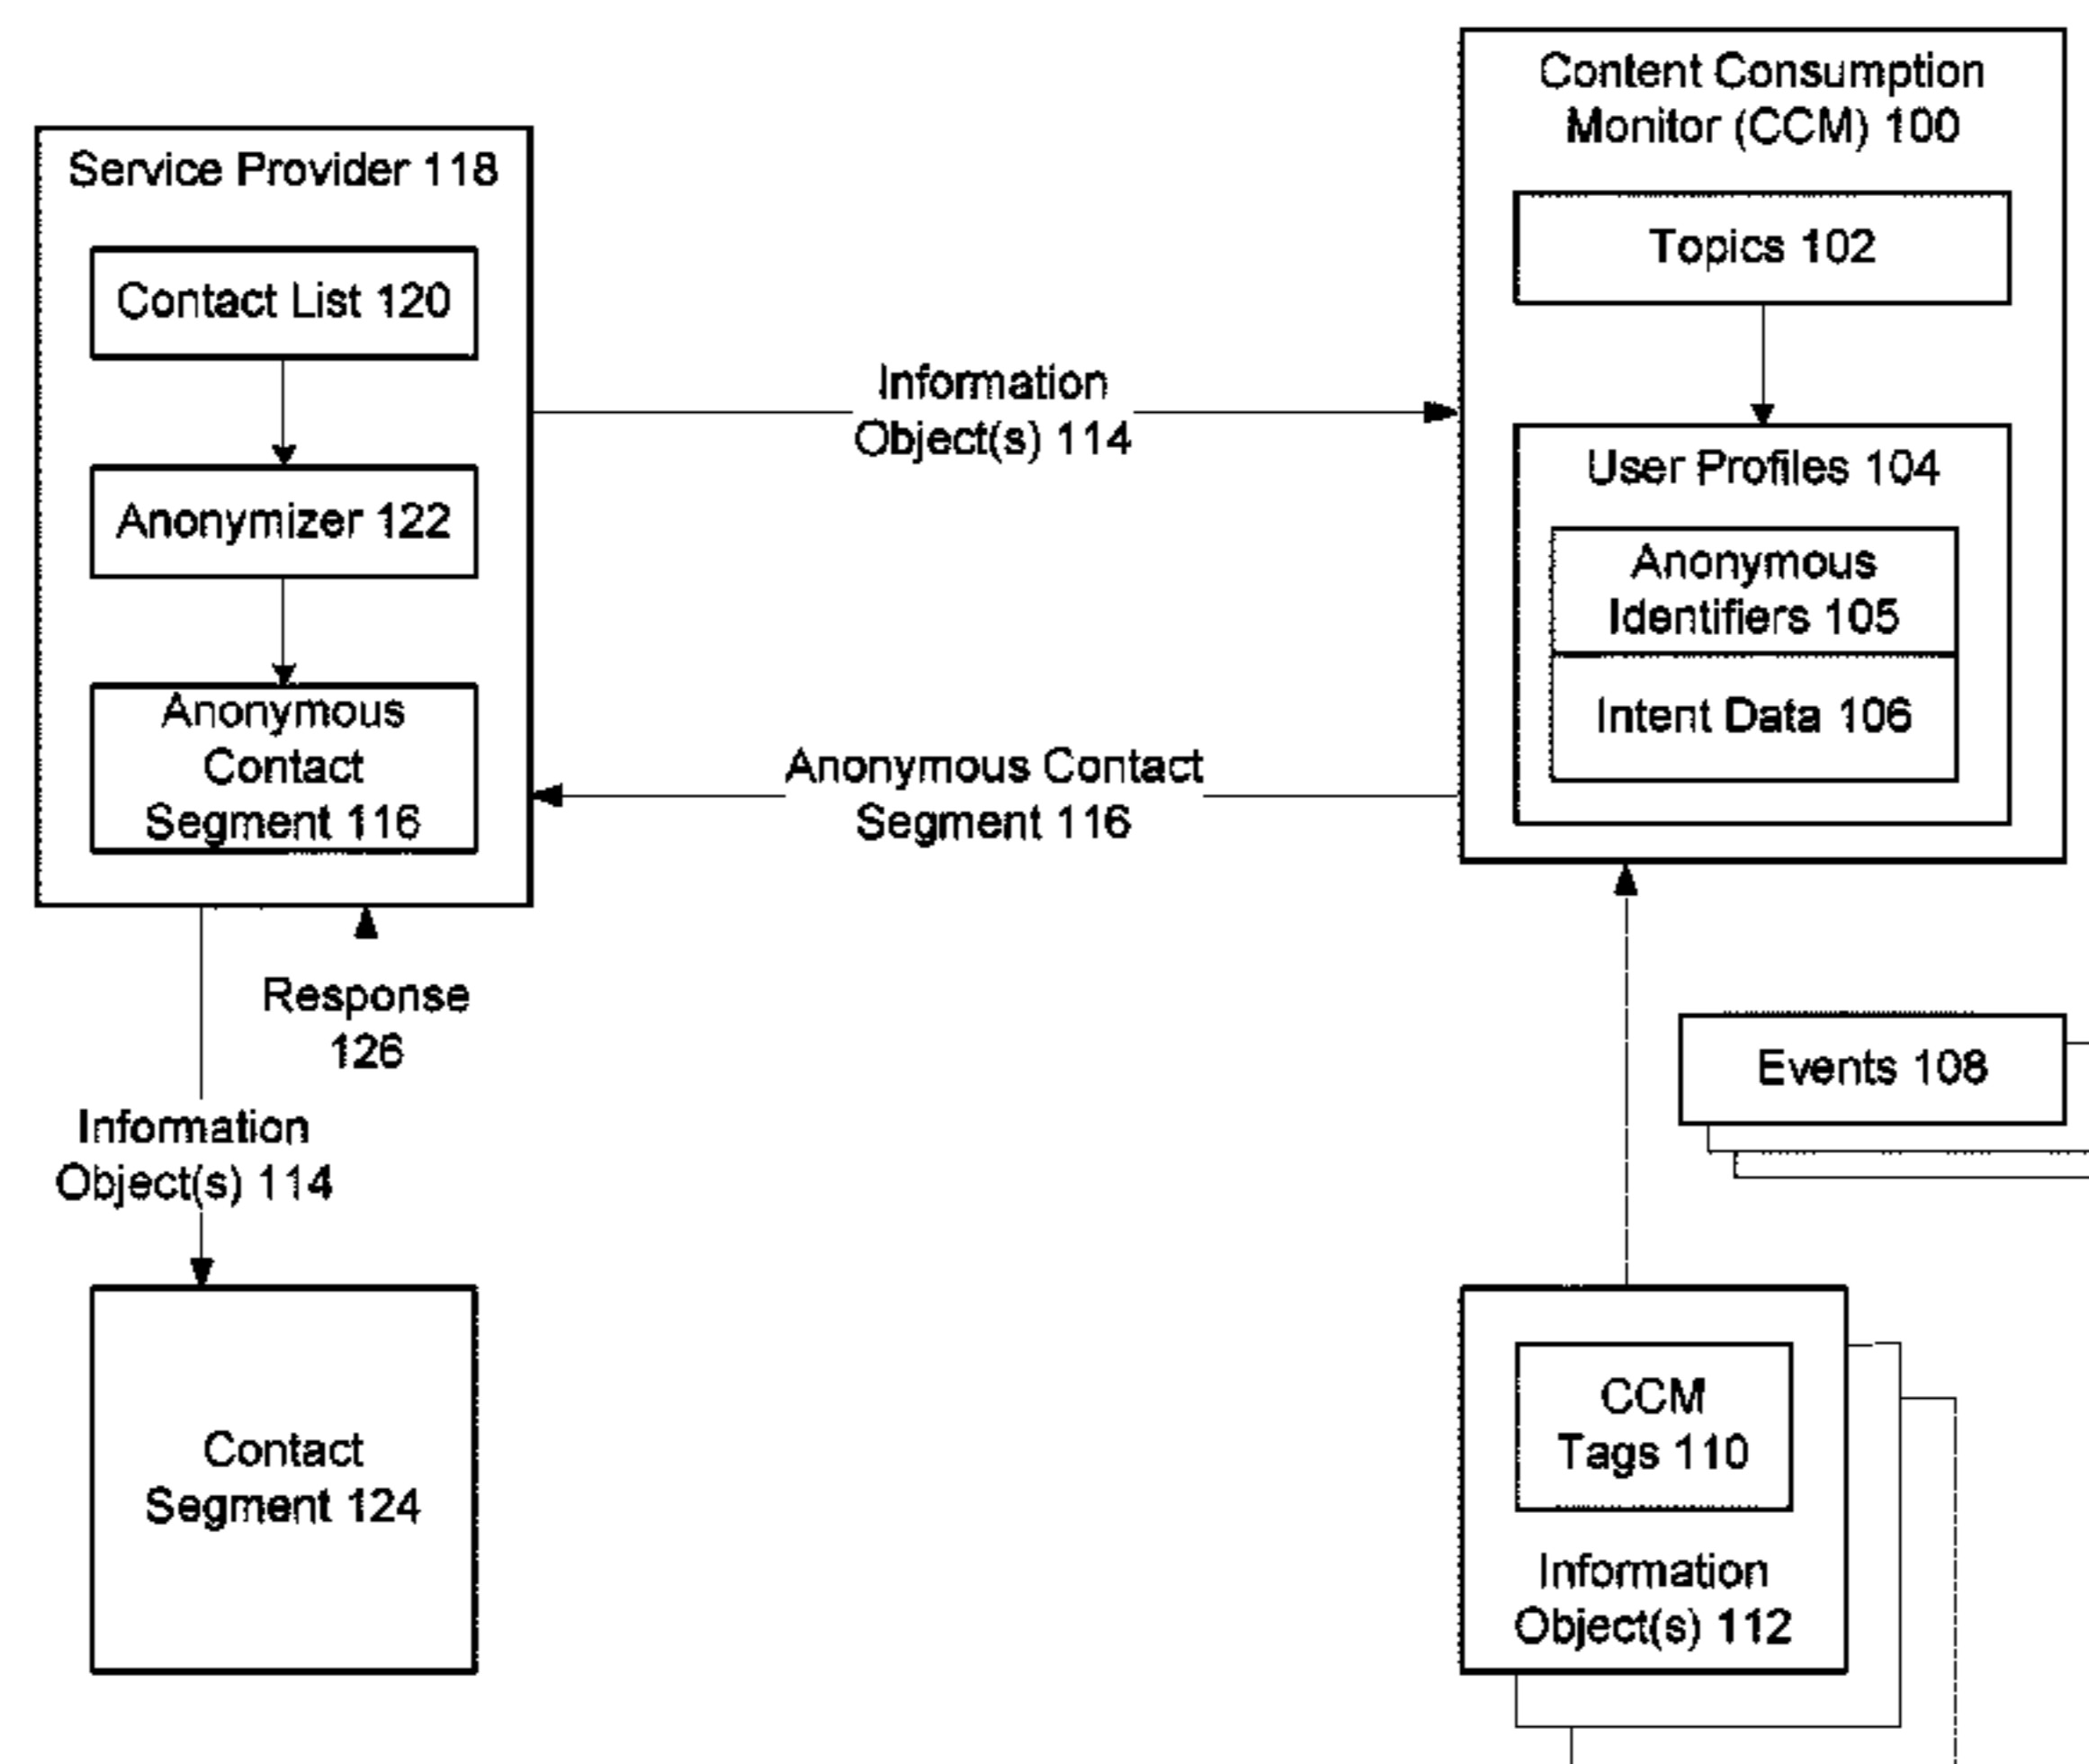 Service Provider 118
Contact List 120
Anonymizer 122
Anonymous
Contact
Segment 116
Information
Object(s) 114
Anonymous Contact
Segment 116
Content Consumption
Monitor (CCM) 100
Topics 102
User Profiles 104
Anonymous
Identifiers 105
Intent Data 106
Response
126
Information
Object(s) 114
Events 108
Contact
Segment 124
CCM
Tags 110
Information
Object(s) 112